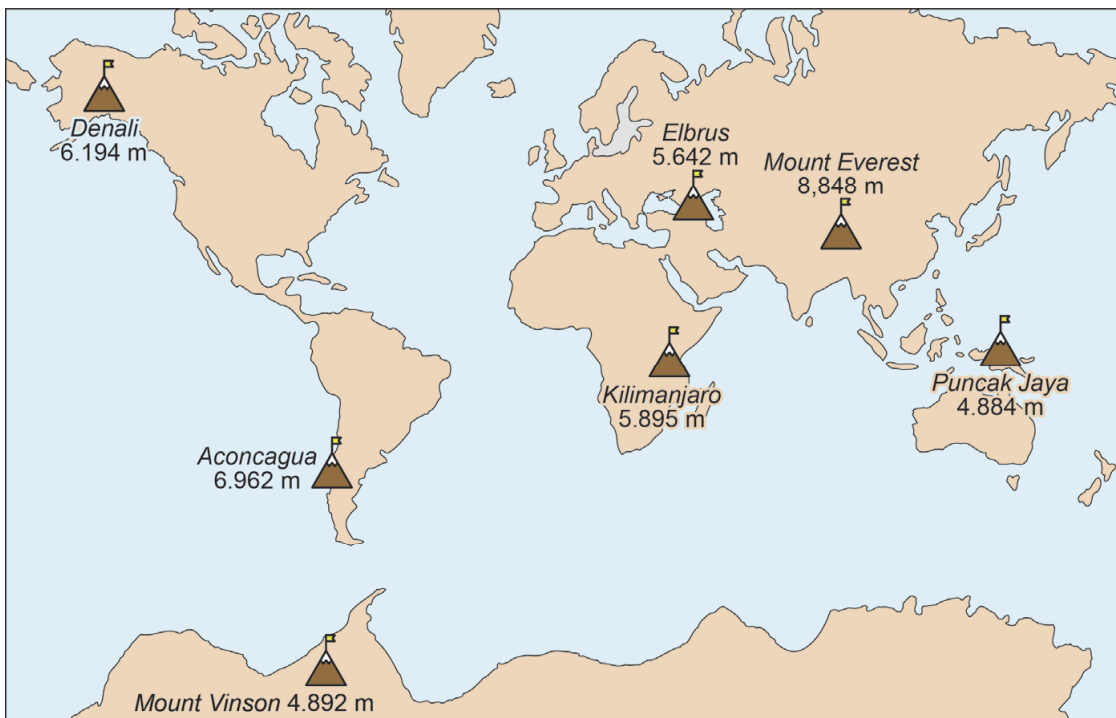 Denali
6.194 m
Elbrus
5.642 m
Mount Everest
8,848 m
Kilimanjaro
5.895 m
Puncak Jaya
4.884 m
Aconcagua
6.962 m
Mount Vinson 4.892 m